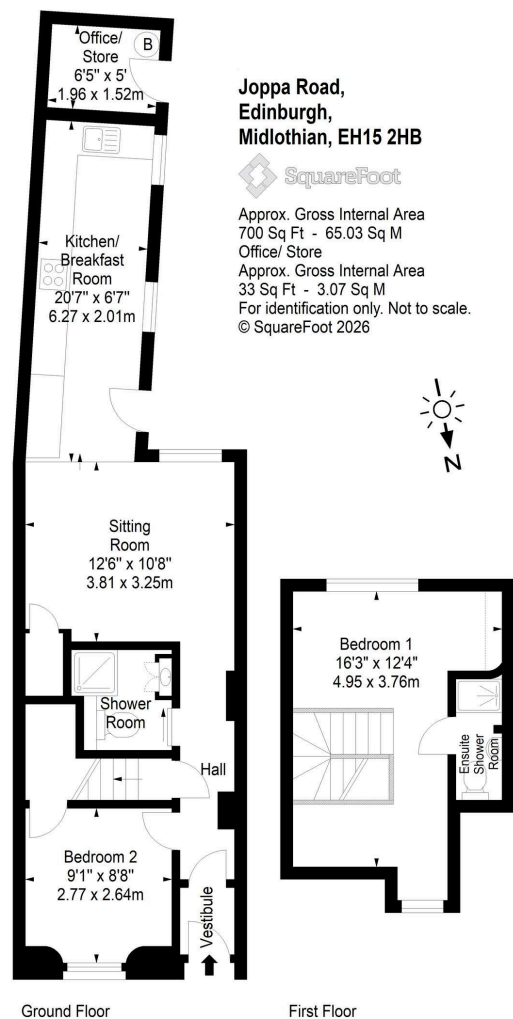 Office/
Store
6'5" x 5'
1.96 x 1.52m
B
Joppa Road,
Edinburgh,
Midlothian, EH15 2HB
SquareFoot
Approx. Gross Internal Area
700 Sq Ft - 65.03 Sq M
Office/ Store
Approx. Gross Internal Area
33 Sq Ft - 3.07 Sq M
For identification only. Not to scale.
© SquareFoot 2026
Kitchen/
Breakfast
Room
20'7" x 6'7"
6.27 x 2.01m
N
Sitting
Room
12'6" x 10'8"
3.81 x 3.25m
Shower
Room
Hall
Bedroom 2
9'1" x 8'8"
2.77 x 2.64m
Vestibule
Ground Floor
Bedroom 1
16'3" x 12'4"
4.95 x 3.76m
Ensuite
Shower
Room
First Floor